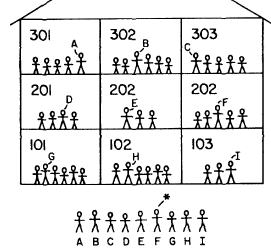 301 302 303
A B C
201 202 202
D E F
101 102 103
G H I
*
A B C D E F G H I